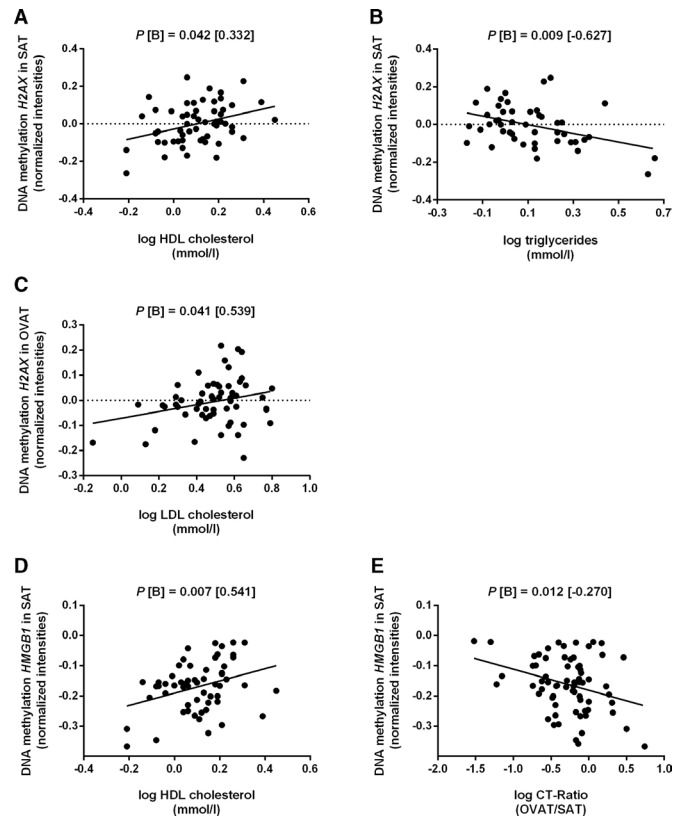 A
P [B] = 0.042 [0.332]
DNA methylation H2AX in SAT
(normalized intensities)
0.4
0.2
0.0
-0.2
-0.4
-0.4 -0.2 0.0 0.2 0.4 0.6
log HDL cholesterol
(mmol/l)
B
P [B] = 0.009 [-0.627]
DNA methylation H2AX in SAT
(normalized intensities)
0.4
0.2
0.0
-0.2
-0.4
-0.3 -0.1 0.1 0.3 0.5 0.7
log triglycerides
(mmol/l)
C
P [B] = 0.041 [0.539]
DNA methylation H2AX in OVAT
(normalized intensities)
0.3
0.2
0.1
0.0
-0.1
-0.2
-0.3
-0.2 0.0 0.2 0.4 0.6 0.8 1.0
log LDL cholesterol
(mmol/l)
D
P [B] = 0.007 [0.541]
DNA methylation HMGB1 in SAT
(normalized intensities)
0.1
0.0
-0.1
-0.2
-0.3
-0.4 -0.2 0.0 0.2 0.4 0.6
log HDL cholesterol
(mmol/l)
E
P [B] = 0.012 [-0.270]
DNA methylation HMGB1 in SAT
(normalized intensities)
0.1
0.0
-0.1
-0.2
-0.3
-2.0 -1.5 -1.0 -0.5 0.0 0.5 1.0
log CT-Ratio
(OVAT/SAT)